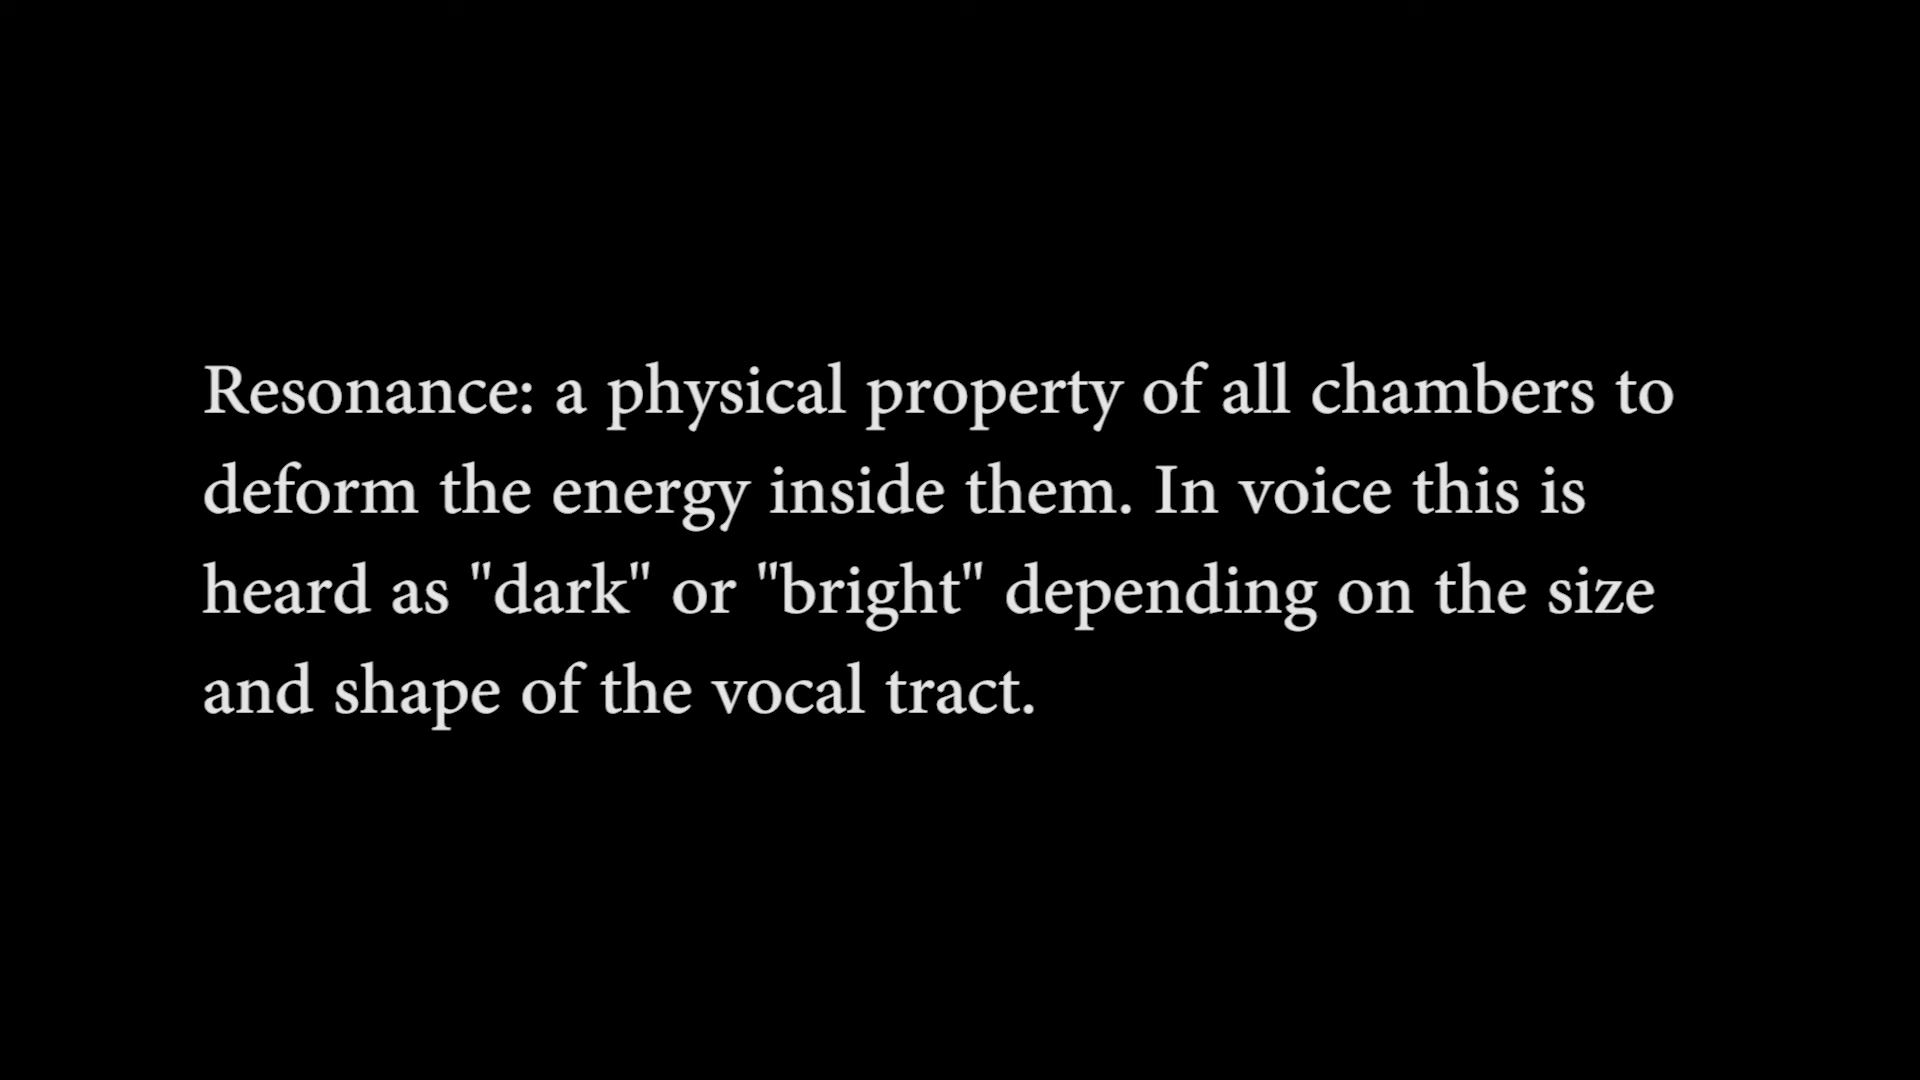 Resonance: a physical property of all chambers to
deform the energy inside them. In voice this is
heard as "dark" or "bright" depending on the size
and shape of the vocal tract.